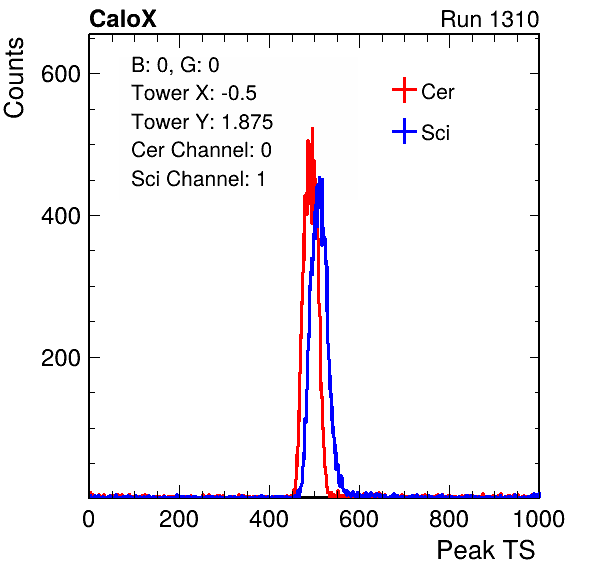 CaloX Run 1310
Counts
600
400
200
B: 0, G: 0
Tower X: -0.5
Tower Y: 1.875
Cer Channel: 0
Sci Channel: 1
Cer
Sci
0 200 400 600 800 1000
Peak TS